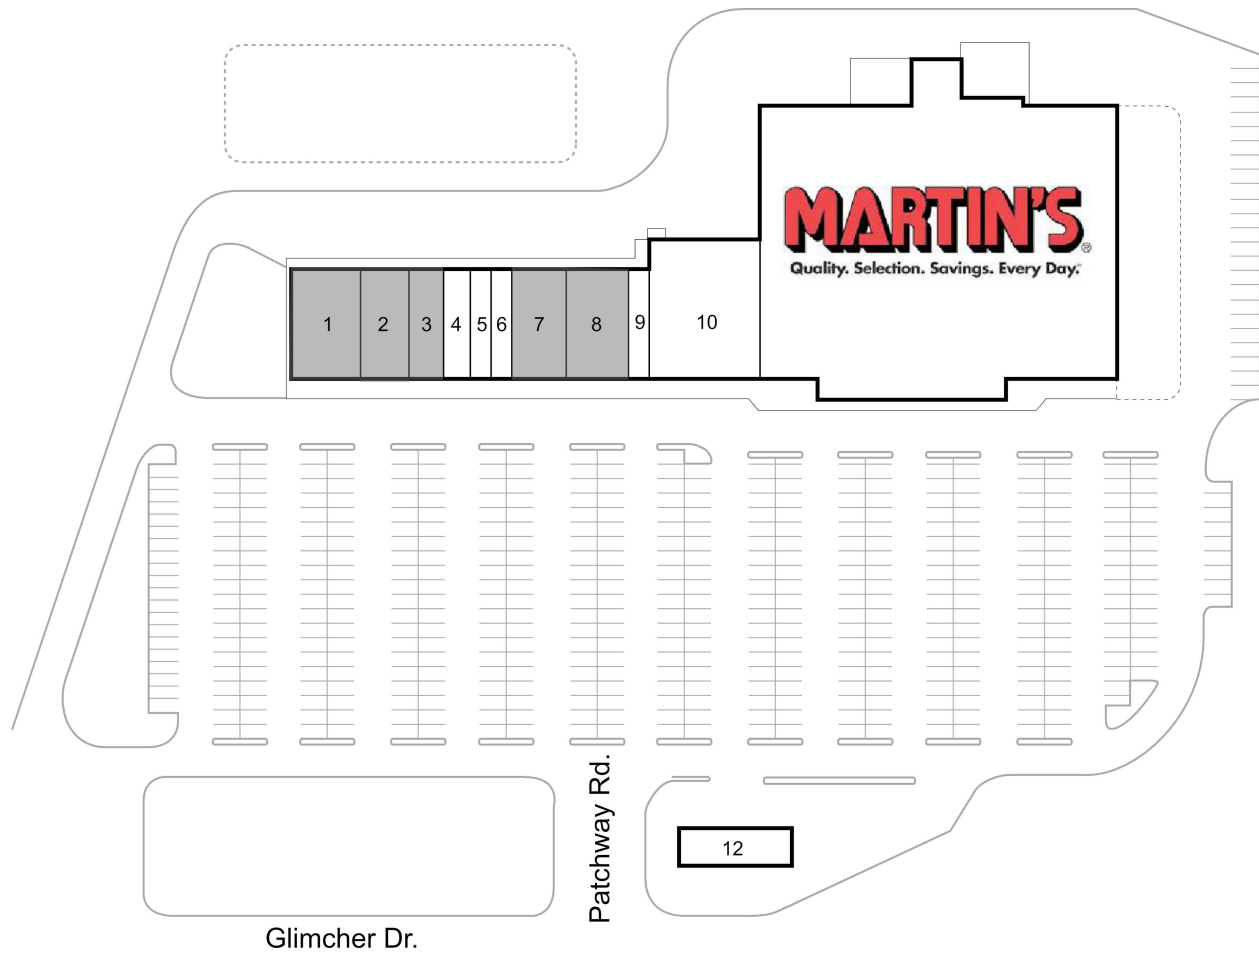 MARTIN'S®
Quality. Selection. Savings. Every Day.
1 2 3 4 5 6 7 8 9 10
Patchway Rd.
12
Glimcher Dr.